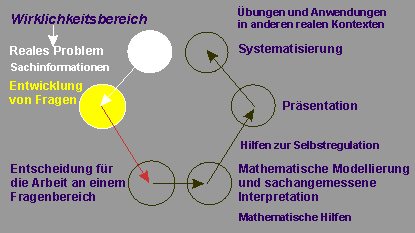 Wirklichkeitsbereich
Übungen und Anwendungen
in anderen realen Kontexten
Reales Problem
Sachinformationen
Systematisierung
Entwicklung
von Fragen
Präsentation
Hilfen zur Selbstregulation
Entscheidung für
die Arbeit an einem
Fragenbereich
Mathematische Modellierung
und sachangemessene
Interpretation
Mathematische Hilfen